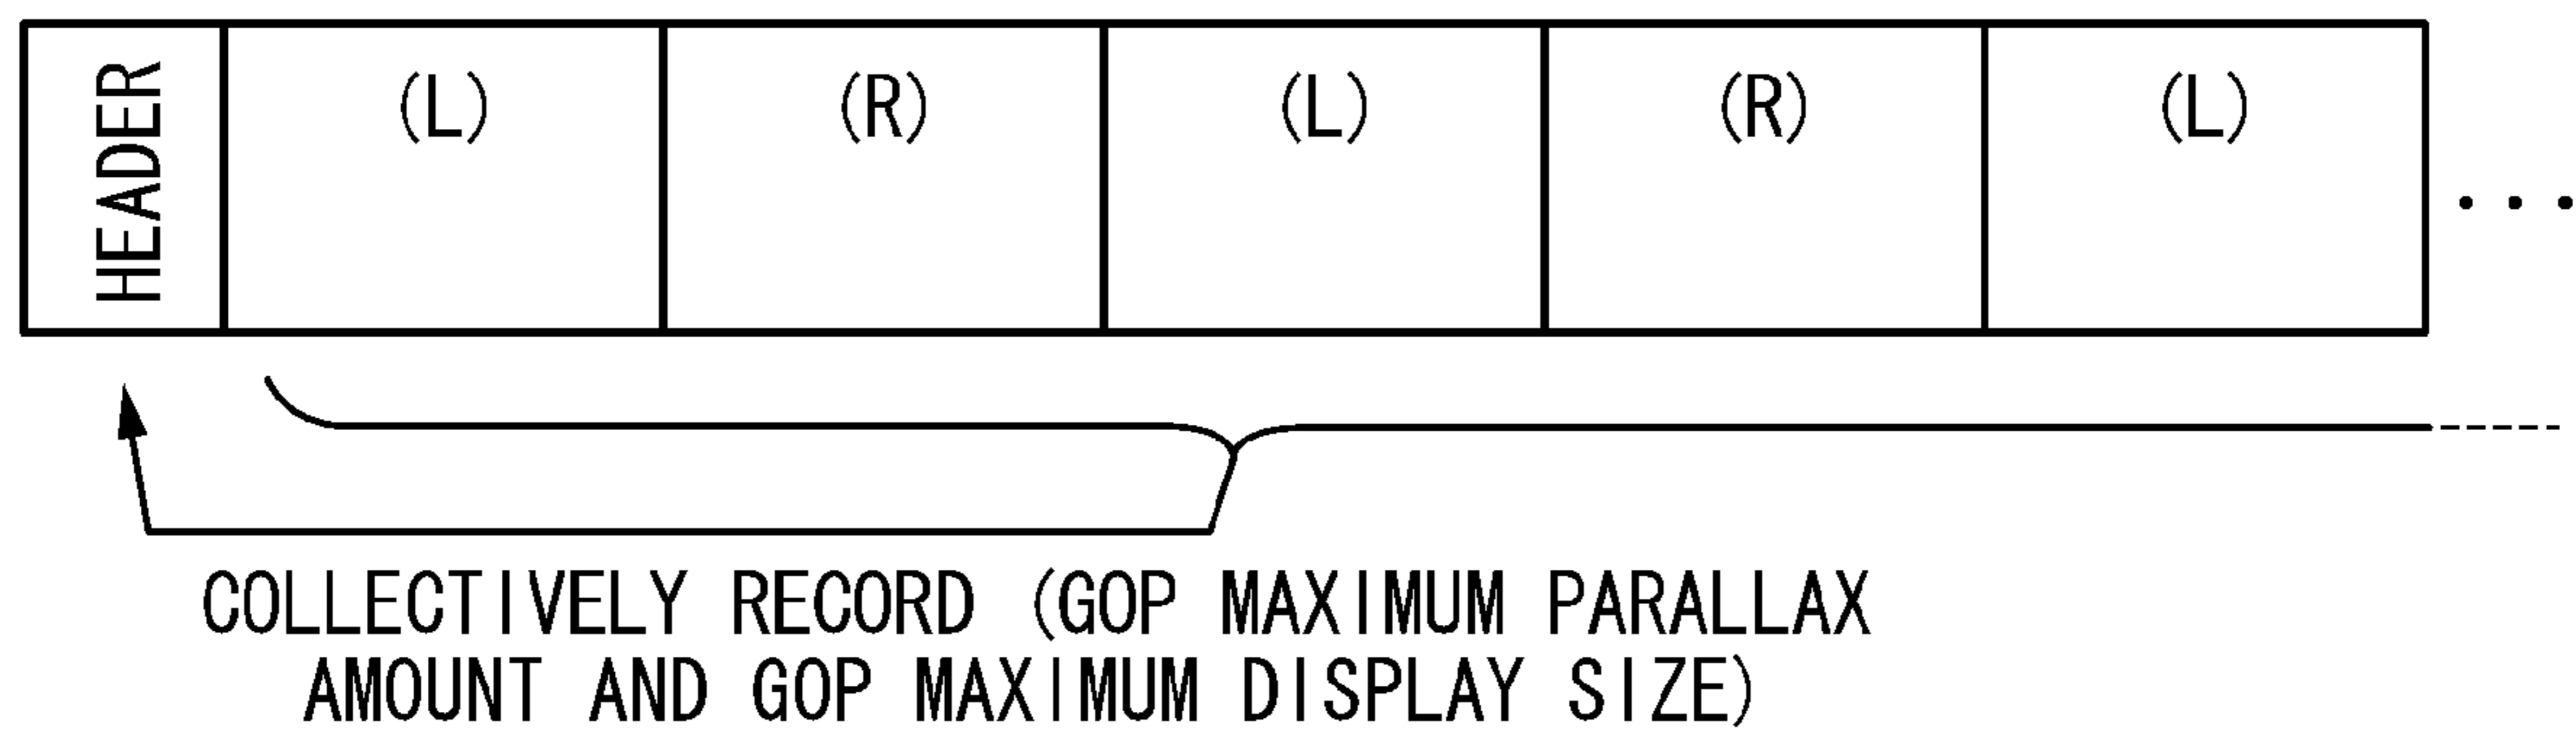 HEADER (L) (R) (L) (R) (L) ...
COLLECTIVELY RECORD (GOP MAXIMUM PARALLAX
AMOUNT AND GOP MAXIMUM DISPLAY SIZE)